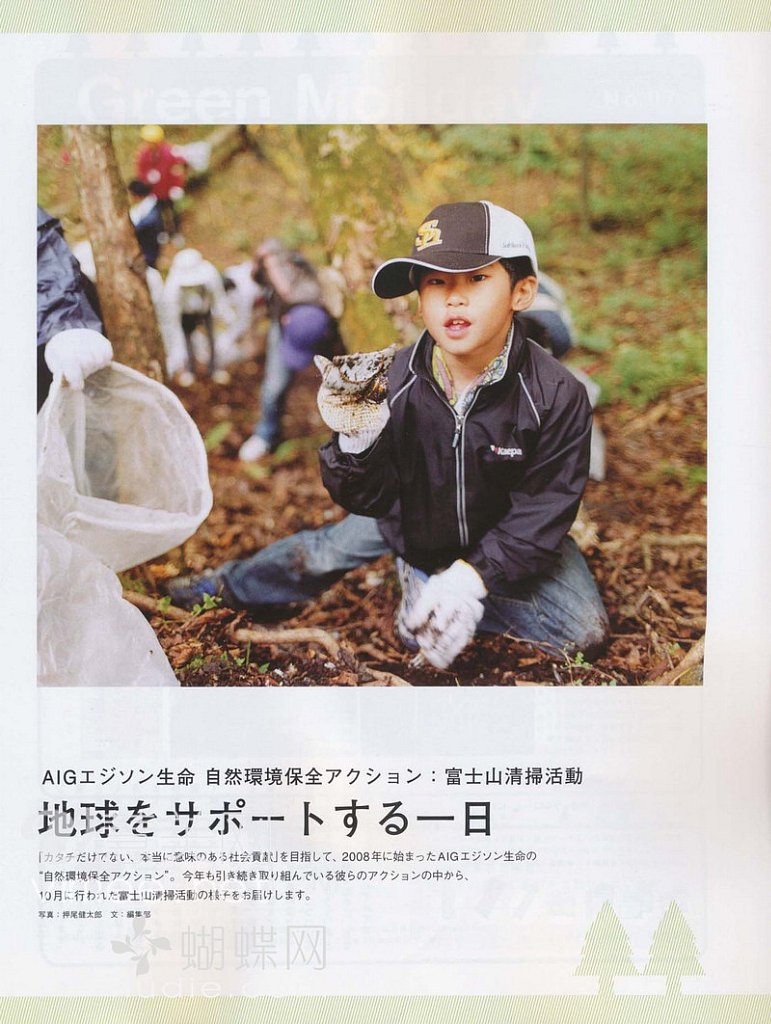 Green Monday
Kaepa
AIGエジソン生命 自然環境保全アクション：富士山清掃活動
地球をサポートする一日
「カタチだけでない、本当に意味のある社会貢献」を目指して、2008年に始まったAIGエジソン生命の
“自然環境保全アクション”。今年も引き続き取り組んでいる彼らのアクションの中から、
10月に行われた富士山清掃活動の様子をお届けします。
写真：押尾健太郎　文：編集部
蝴蝶网
udie.com